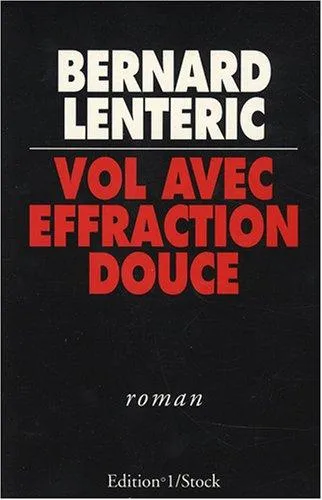 BERNARD
LENTERIC
VOL AVEC
EFFRACTION
DOUCE
roman
Edition°1/Stock